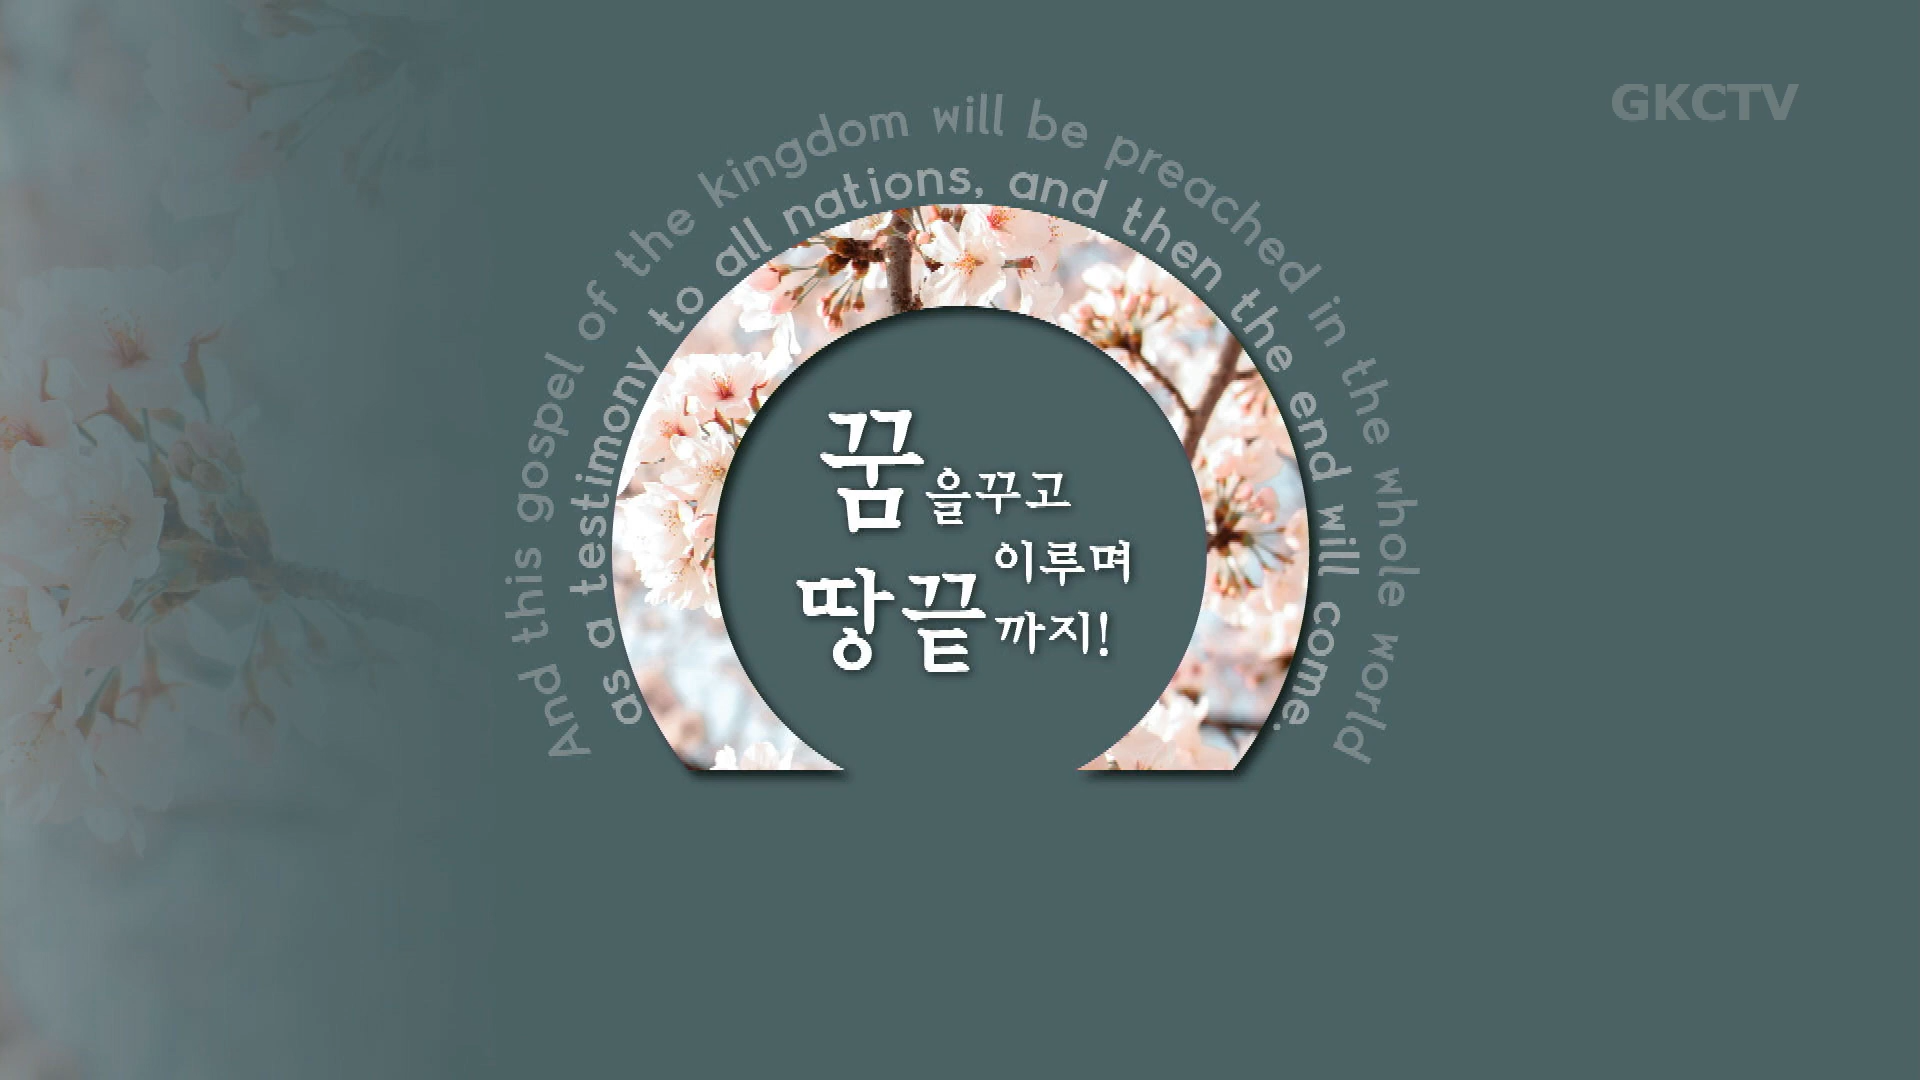 GKCTV
And this gospel of the kingdom will be preached in the whole world
as a testimony to all nations, and then the end will come.
꿈을꾸고
이루며
땅끝까지!